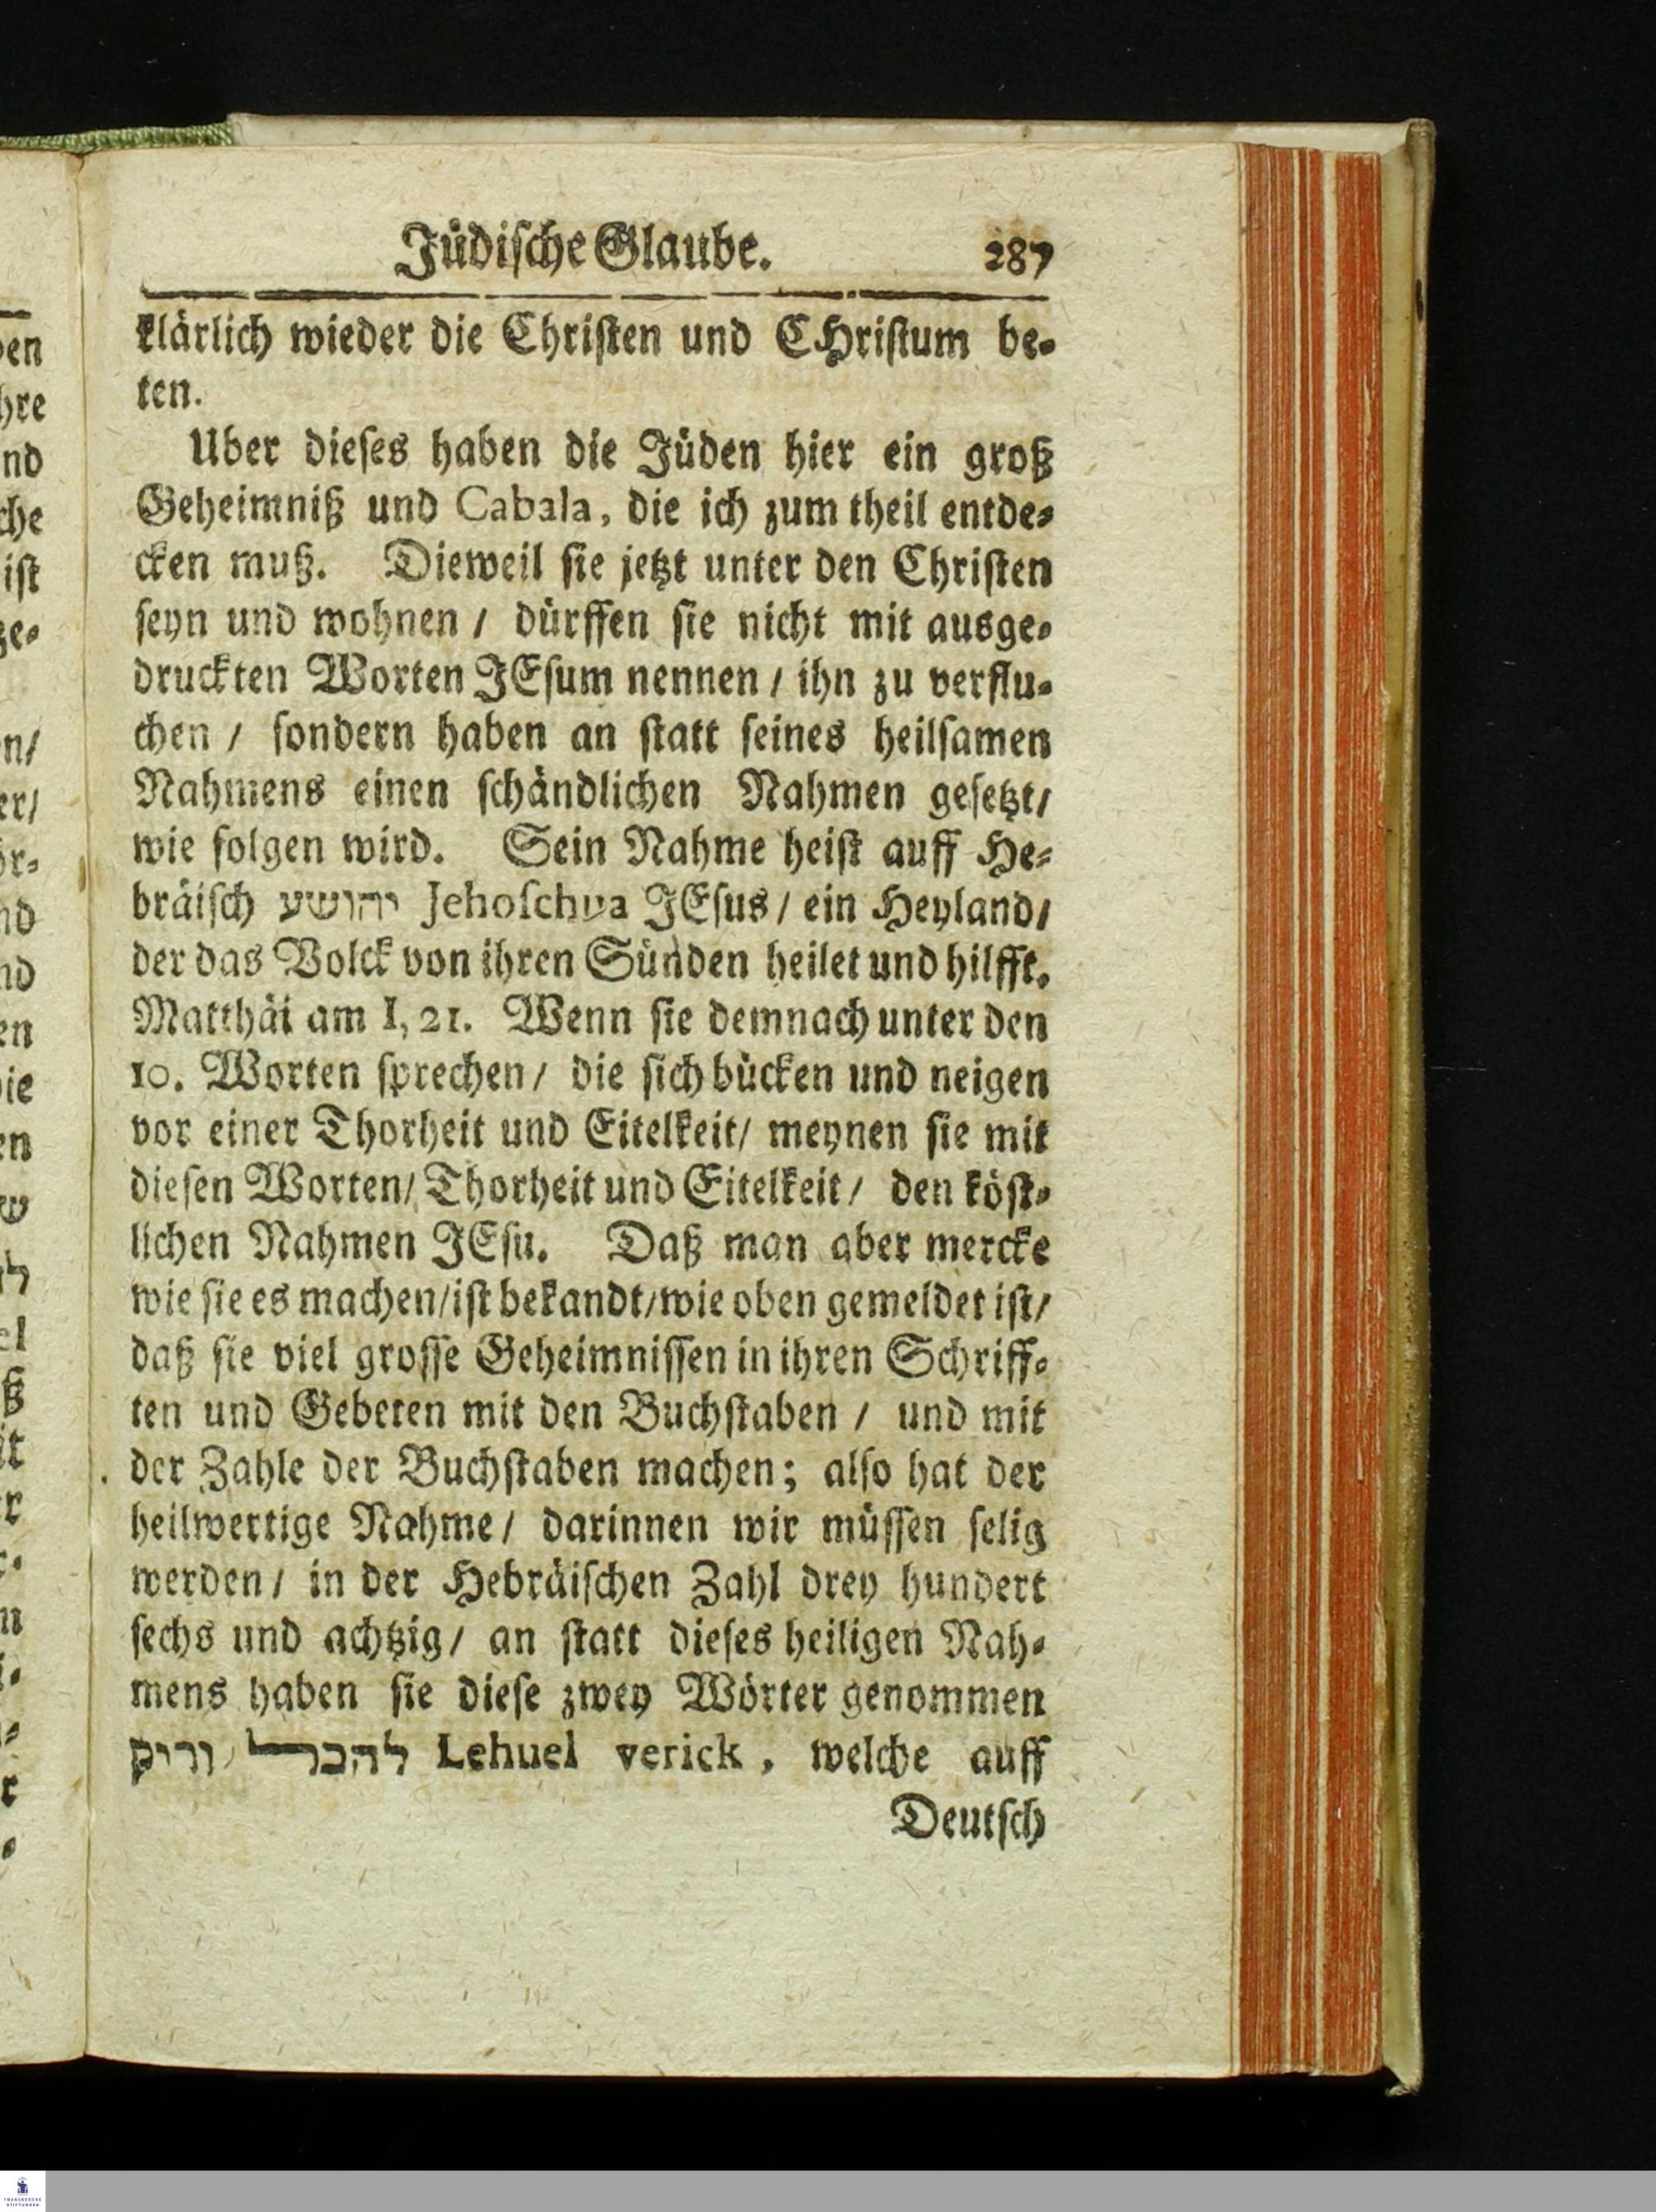 Jüdische Glaube. 287
klärlich wieder die Christen und CHristum be-
ten.
Uber dieses haben die Jüden hier ein groß
Geheimniß und Cabala, die ich zum theil entde-
cken muß. Dieweil sie jetzt unter den Christen
seyn und wohnen / dürffen sie nicht mit ausge-
druckten Worten JEsum nennen / ihn zu verflu-
chen / sondern haben an statt seines heilsamen
Nahmens einen schändlichen Nahmen gesetzt/
wie folgen wird. Sein Nahme heist auff He-
bräisch יהושע Jehoschya JEsus / ein Heyland/
der das Volck von ihren Sünden heilet und hilfft.
Matthäi am I, 21. Wenn sie demnach unter den
10. Worten sprechen / die sich bücken und neigen
vor einer Thorheit und Eitelkeit/ meynen sie mit
diesen Worten/ Thorheit und Eitelkeit / den köst-
lichen Nahmen JEsu. Daß man aber mercke
wie sie es machen/ist bekandt/wie oben gemeldet ist/
daß sie viel grosse Geheimnissen in ihren Schriff-
ten und Gebeten mit den Buchstaben / und mit
der Zahle der Buchstaben machen; also hat der
heilwertige Nahme / darinnen wir müssen selig
werden / in der Hebräischen Zahl drey hundert
sechs und achtzig / an statt dieses heiligen Nah-
mens haben sie diese zwey Wörter genommen
וריק Lehuel verick, welche auff
Deutsch